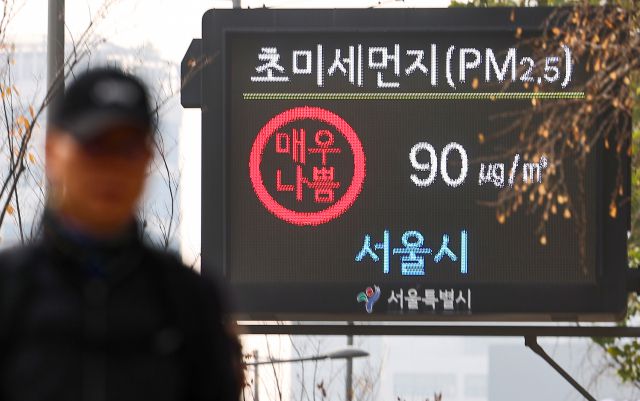 초미세먼지(PM2.5)
매우
나쁨
90 μg/㎥
서울시
서울특별시